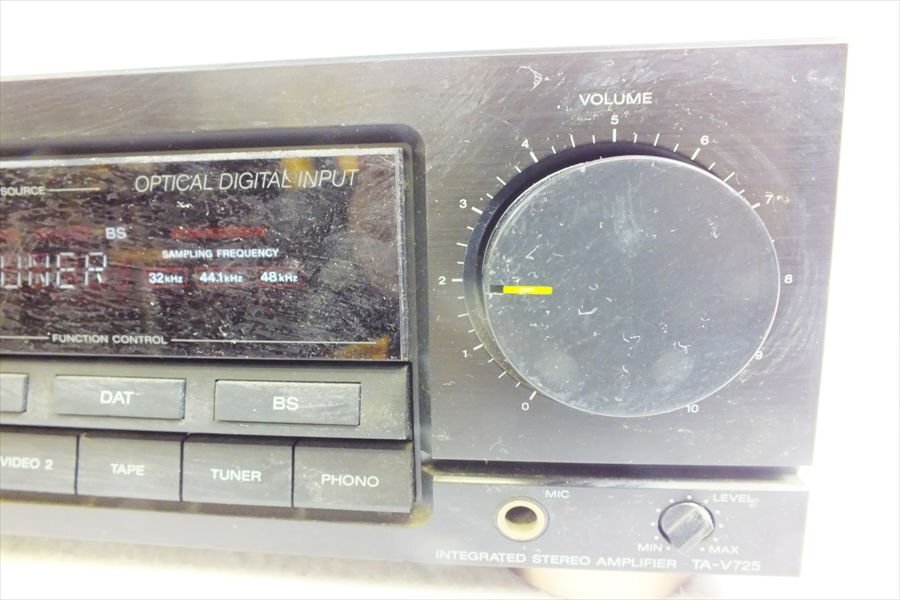 VOLUME
0 1 2 3 4 5 6 7 8 9 10
OPTICAL DIGITAL INPUT
SOURCE
BS
SAMPLING FREQUENCY
32kHz 44.1kHz 48kHz
FUNCTION CONTROL
DAT
BS
VIDEO 2
TAPE
TUNER
PHONO
MIC
LEVEL
MIN
MAX
INTEGRATED STEREO AMPLIFIER TA-V725